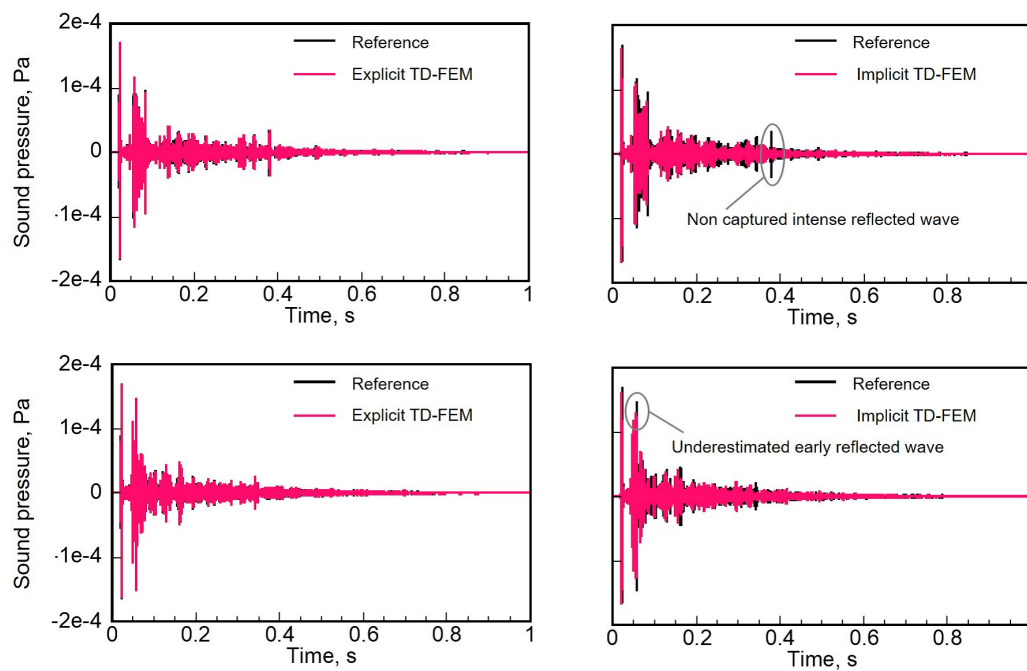 2e-4
Reference
Explicit TD-FEM
1e-4
0
-1e-4
-2e-4
Sound pressure, Pa
0 0.2 0.4 0.6 0.8 1
Time, s
Reference
Implicit TD-FEM
Non captured intense reflected wave
0 0.2 0.4 0.6 0.8
Time, s
2e-4
Reference
Explicit TD-FEM
1e-4
0
-1e-4
-2e-4
Sound pressure, Pa
0 0.2 0.4 0.6 0.8 1
Time, s
Reference
Implicit TD-FEM
Underestimated early reflected wave
0 0.2 0.4 0.6 0.8
Time, s